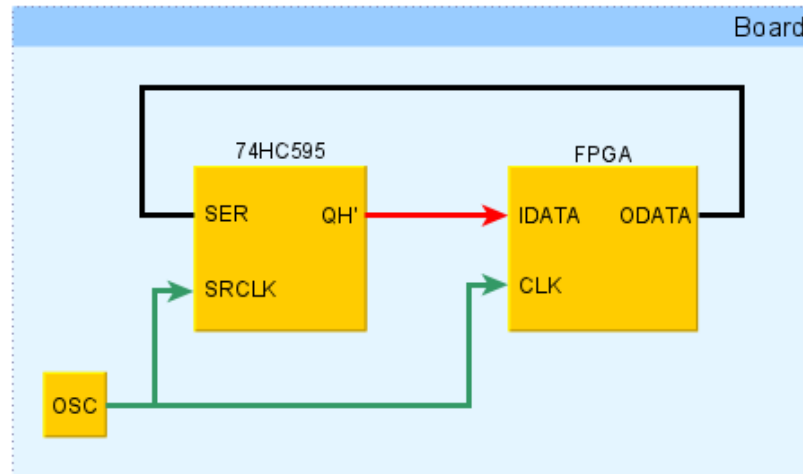 Board
74HC595
FPGA
SER
QH'
IDATA
ODATA
SRCLK
CLK
OSC